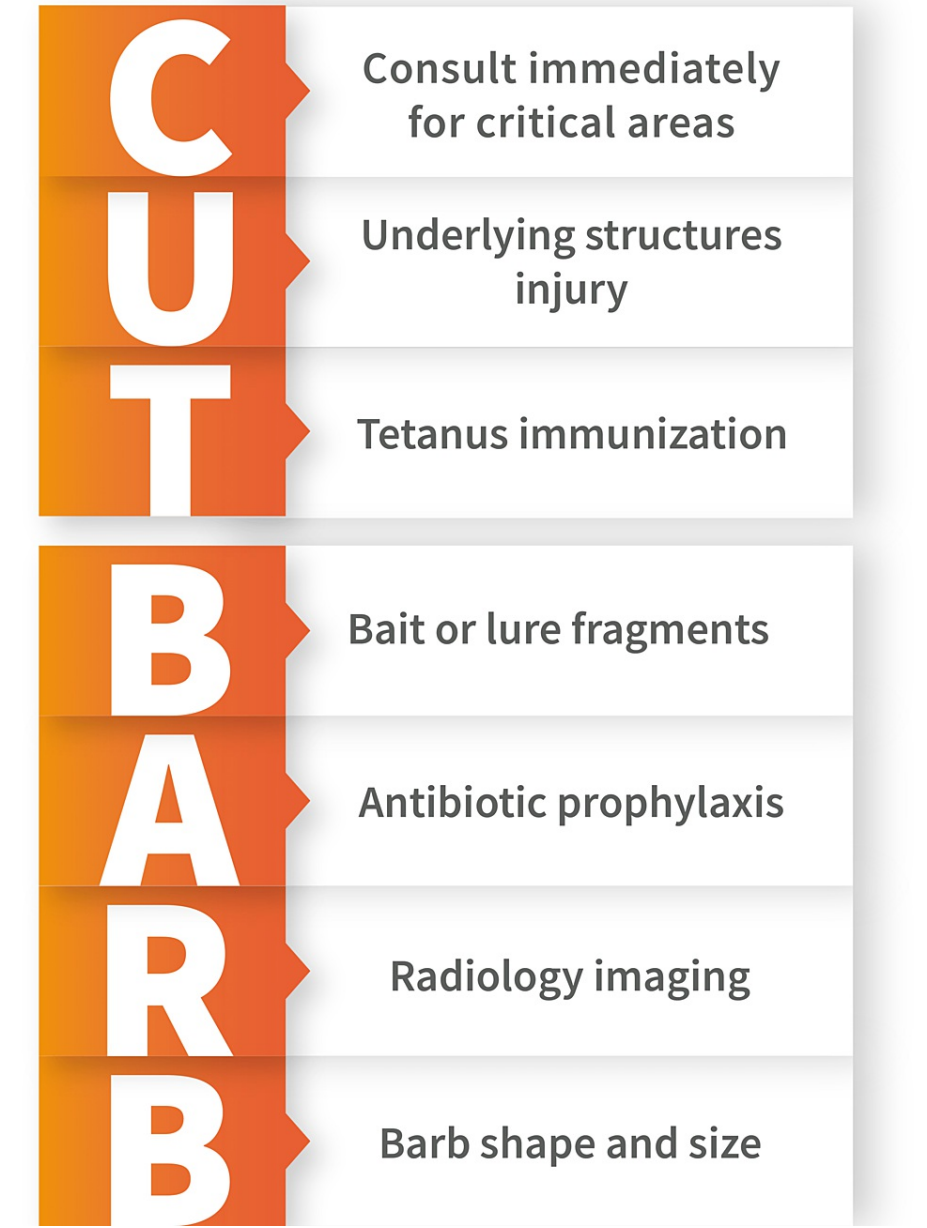 C
Consult immediately
for critical areas
U
Underlying structures
injury
T
Tetanus immunization
B
Bait or lure fragments
A
Antibiotic prophylaxis
R
Radiology imaging
B
Barb shape and size